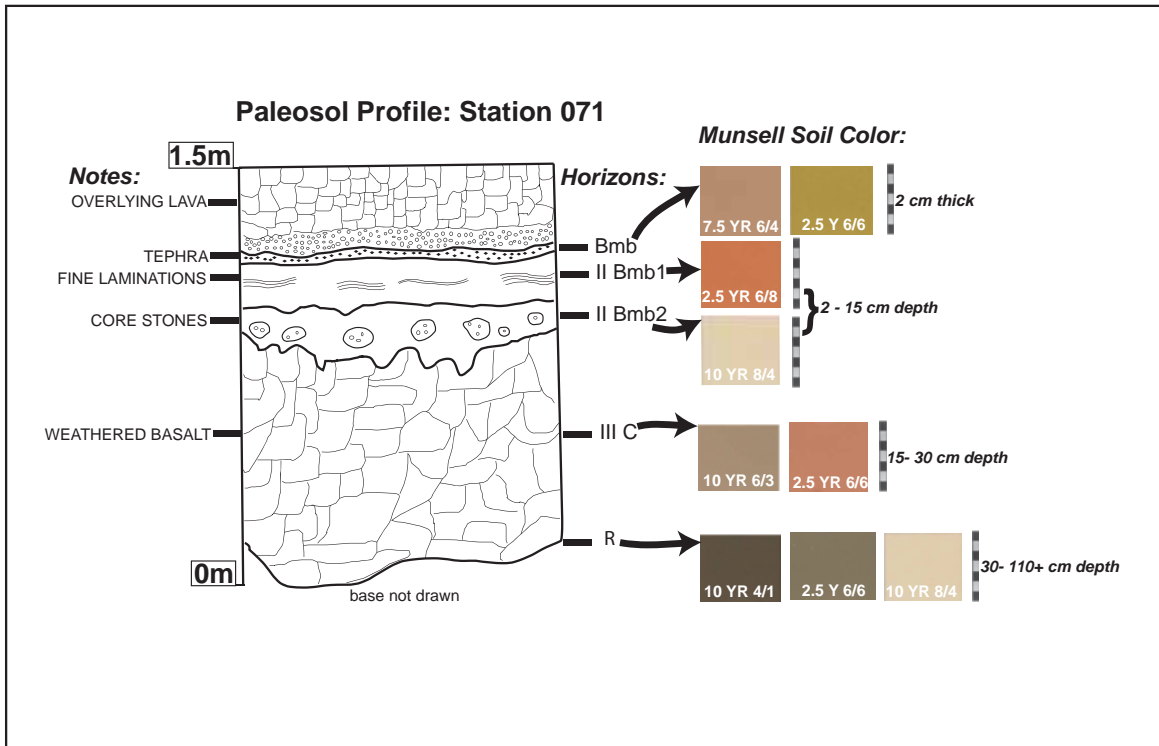 Paleosol Profile: Station 071
Munsell Soil Color:
1.5m
Notes:
Horizons:
OVERLYING LAVA
7.5 YR 6/4
2.5 Y 6/6
2 cm thick
TEPHRA
Bmb
FINE LAMINATIONS
II Bmb1
2.5 YR 6/8
2 - 15 cm depth
CORE STONES
II Bmb2
10 YR 8/4
WEATHERED BASALT
III C
10 YR 6/3
2.5 YR 6/6
15- 30 cm depth
R
10 YR 4/1
2.5 Y 6/6
10 YR 8/4
30- 110+ cm depth
0m
base not drawn